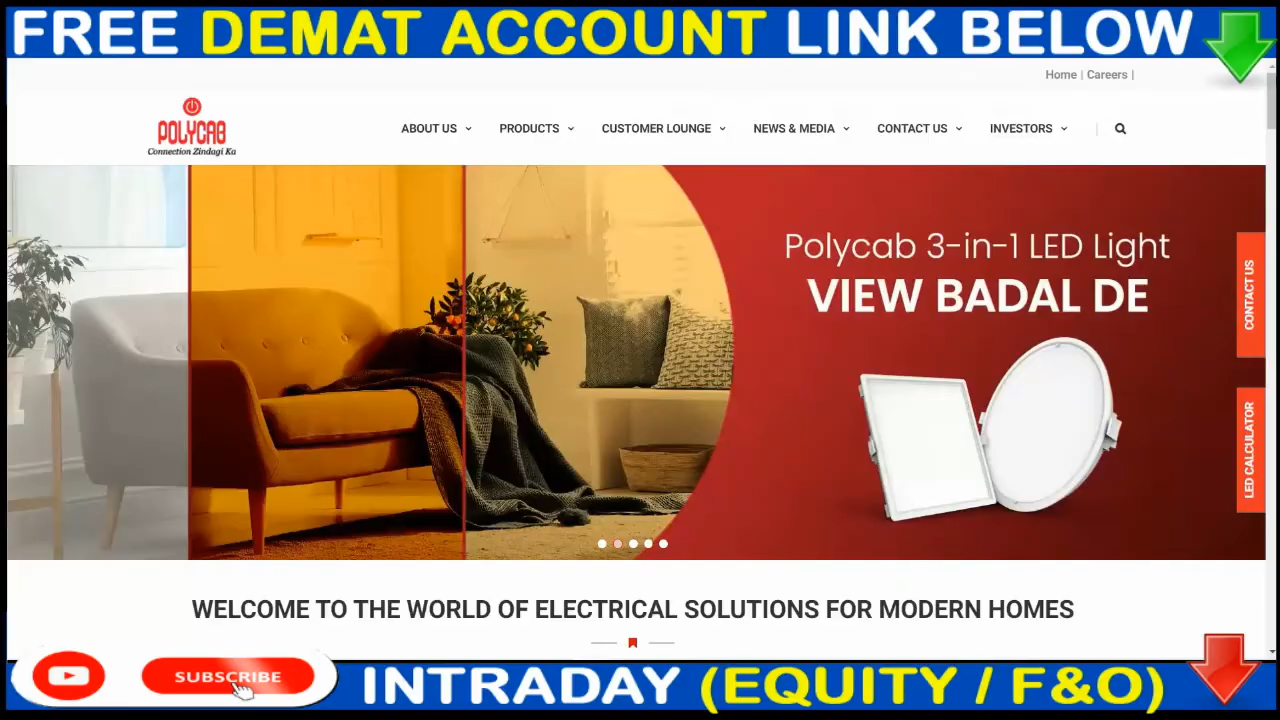 FREE DEMAT ACCOUNT LINK BELOW
Home | Careers |
POLYCAB
Connection Zindagi Ka
ABOUT US PRODUCTS CUSTOMER LOUNGE NEWS & MEDIA CONTACT US INVESTORS
Polycab 3-in-1 LED Light
VIEW BADAL DE
CONTACT US
LED CALCULATOR
WELCOME TO THE WORLD OF ELECTRICAL SOLUTIONS FOR MODERN HOMES
SUBSCRIBE
INTRADAY (EQUITY / F&O)